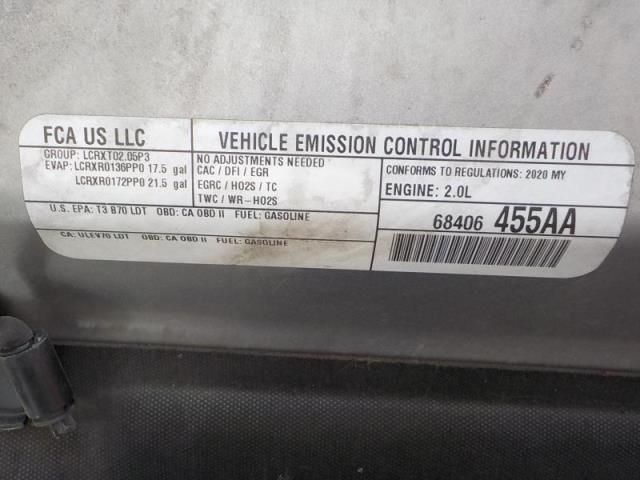 FCA US LLC
GROUP: LCRXT02.05P3
EVAP: LCRXR0136PP0 17.5 gal
LCRXR0172PP0 21.5 gal
U.S. EPA: T3 B70 LDT OBD: CA OBD II FUEL: GASOLINE
CA: ULEV70 LDT OBD: CA OBD II FUEL: GASOLINE
VEHICLE EMISSION CONTROL INFORMATION
NO ADJUSTMENTS NEEDED
CAC / DFI / EGR
EGRC / HO2S / TC
TWC / WR-HO2S
CONFORMS TO REGULATIONS: 2020 MY
ENGINE: 2.0L
68406 455AA